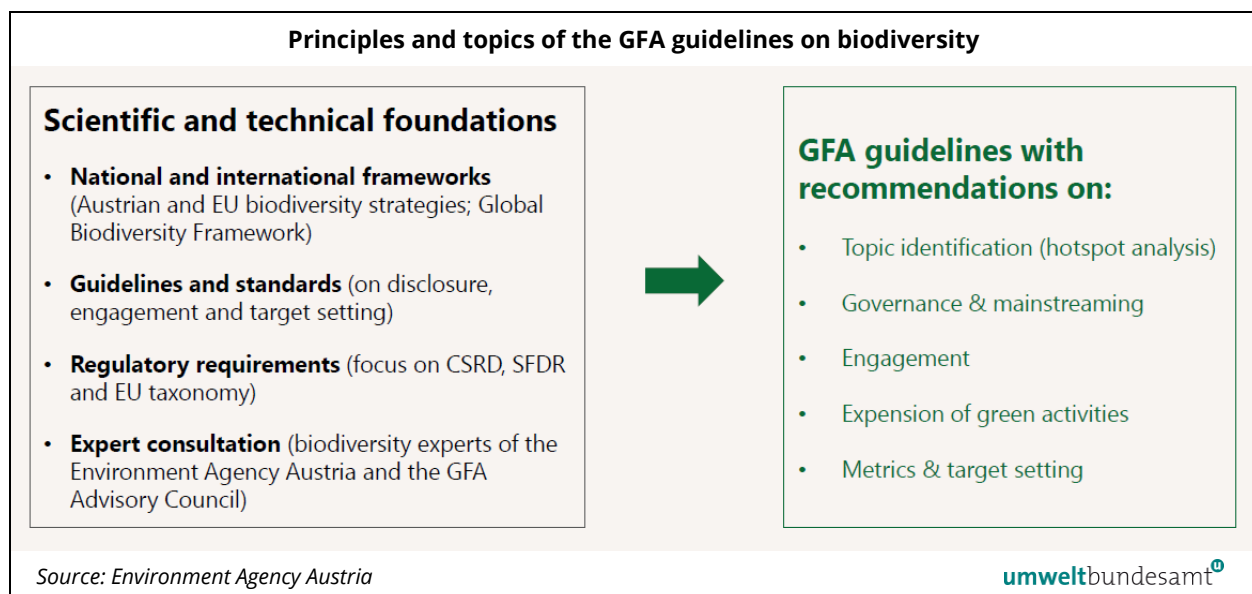 Principles and topics of the GFA guidelines on biodiversity
Scientific and technical foundations
• National and international frameworks
(Austrian and EU biodiversity strategies; Global
Biodiversity Framework)
• Guidelines and standards (on disclosure,
engagement and target setting)
• Regulatory requirements (focus on CSRD, SFDR
and EU taxonomy)
• Expert consultation (biodiversity experts of the
Environment Agency Austria and the GFA
Advisory Council)
GFA guidelines with
recommendations on:
• Topic identification (hotspot analysis)
• Governance & mainstreaming
• Engagement
• Expension of green activities
• Metrics & target setting
Source: Environment Agency Austria
umweltbundesamt u